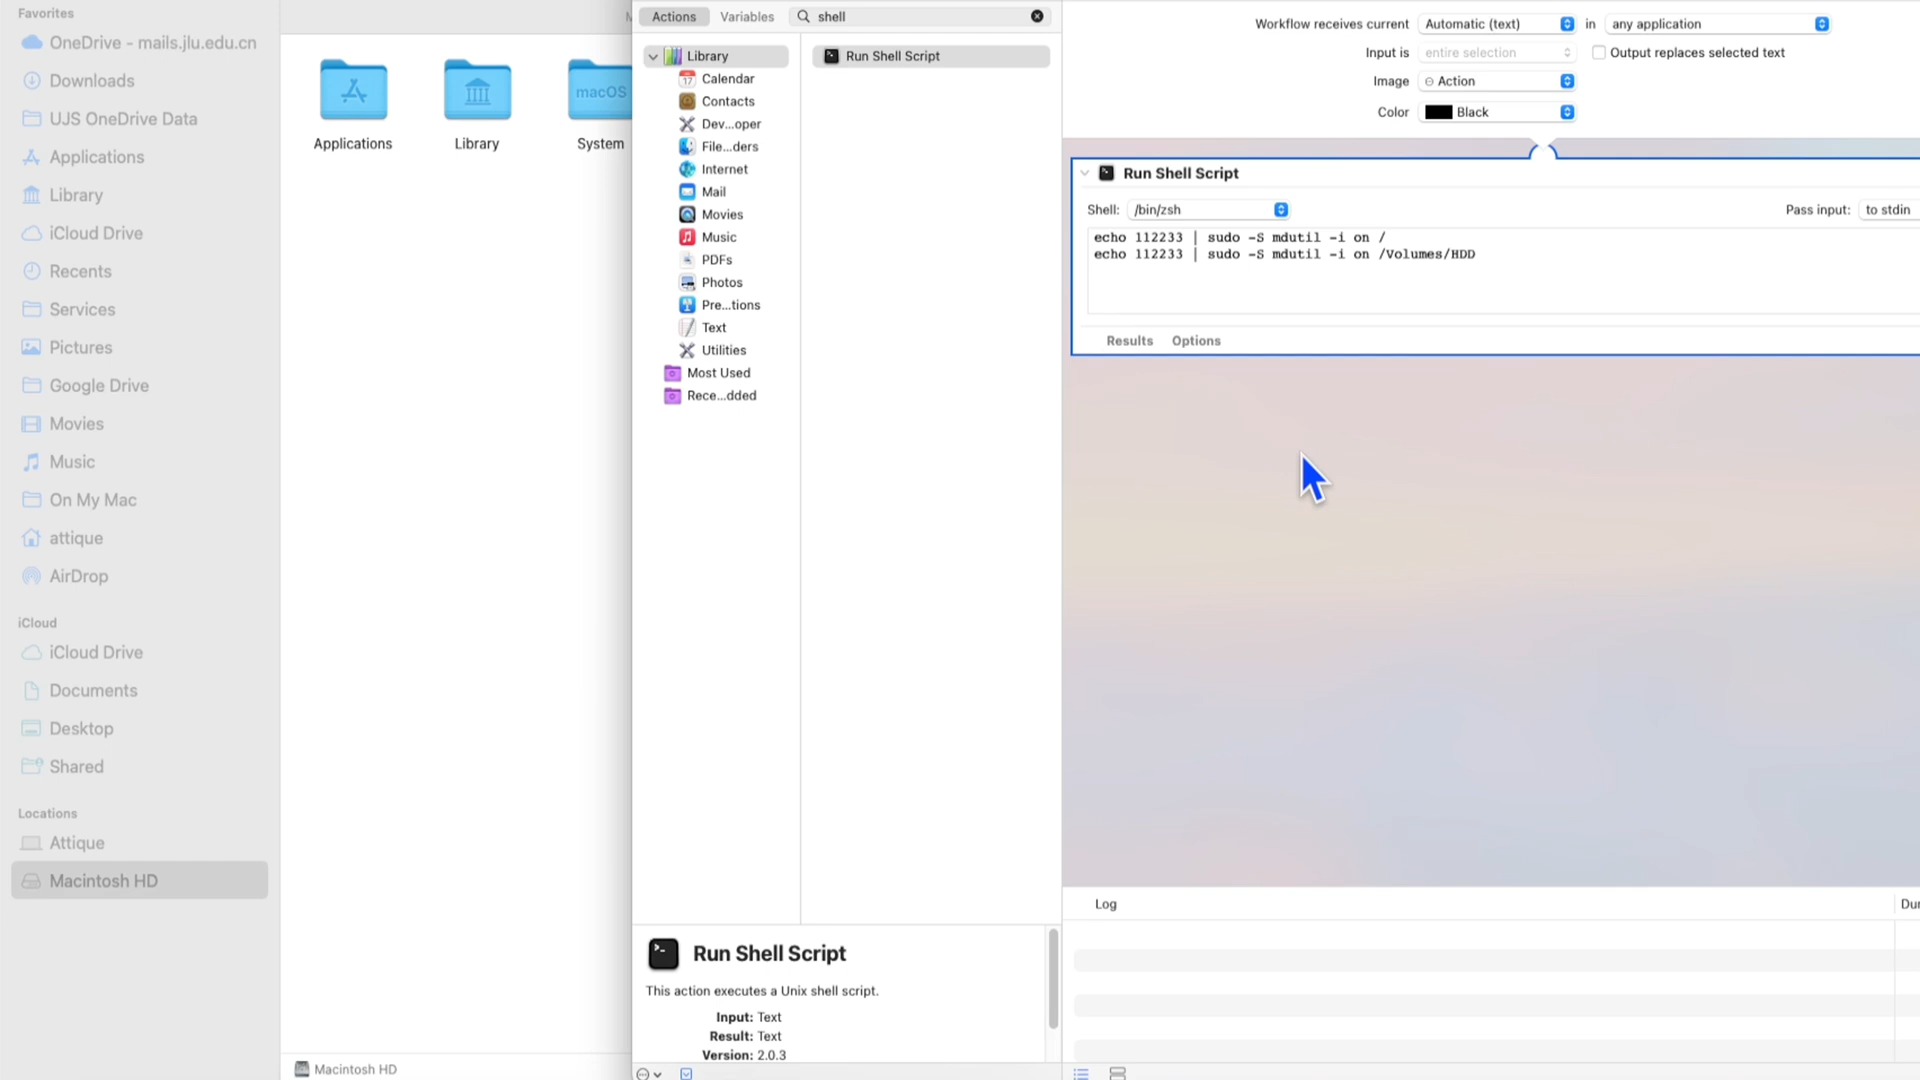 Favorites
OneDrive - mails.jlu.edu.cn
Downloads
UJS OneDrive Data
Applications
Library
iCloud Drive
Recents
Services
Pictures
Google Drive
Movies
Music
On My Mac
attique
AirDrop
iCloud
iCloud Drive
Documents
Desktop
Shared
Locations
Attique
Macintosh HD
Applications
Library
macOS
System
Macintosh HD
Actions
Variables
shell
Library
17
Calendar
Contacts
Dev...oper
File...ders
Internet
Mail
Movies
Music
PDFs
Photos
Pre...tions
Text
Utilities
Most Used
Rece...dded
Run Shell Script
Run Shell Script
This action executes a Unix shell script.
Input: Text
Result: Text
Version: 2.0.3
Workflow receives current Automatic (text) in any application
Input is entire selection Output replaces selected text
Image Action
Color Black
Run Shell Script
Shell: /bin/zsh Pass input: to stdin
echo 112233 | sudo -S mdutil -i on /
echo 112233 | sudo -S mdutil -i on /Volumes/HDD
Results Options
Log